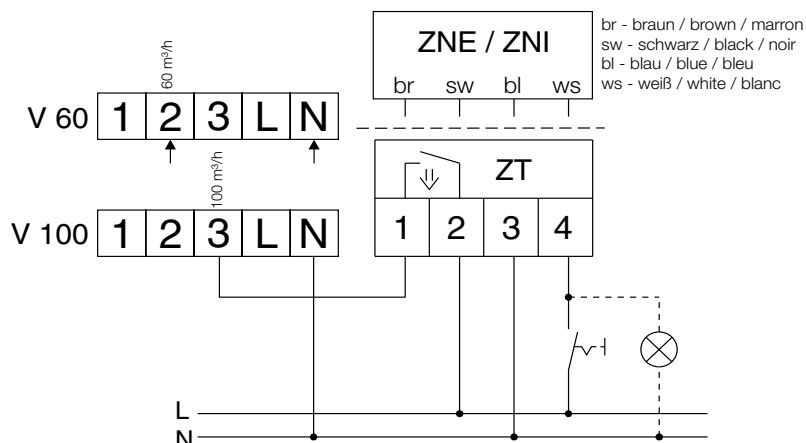 ZNE / ZNI
br sw bl ws
br - braun / brown / marron
sw - schwarz / black / noir
bl - blau / blue / bleu
ws - weiß / white / blanc
60 m³/h
V 60 1 2 3 L N
100 m³/h
V 100 1 2 3 L N
ZT
1 2 3 4
L
N